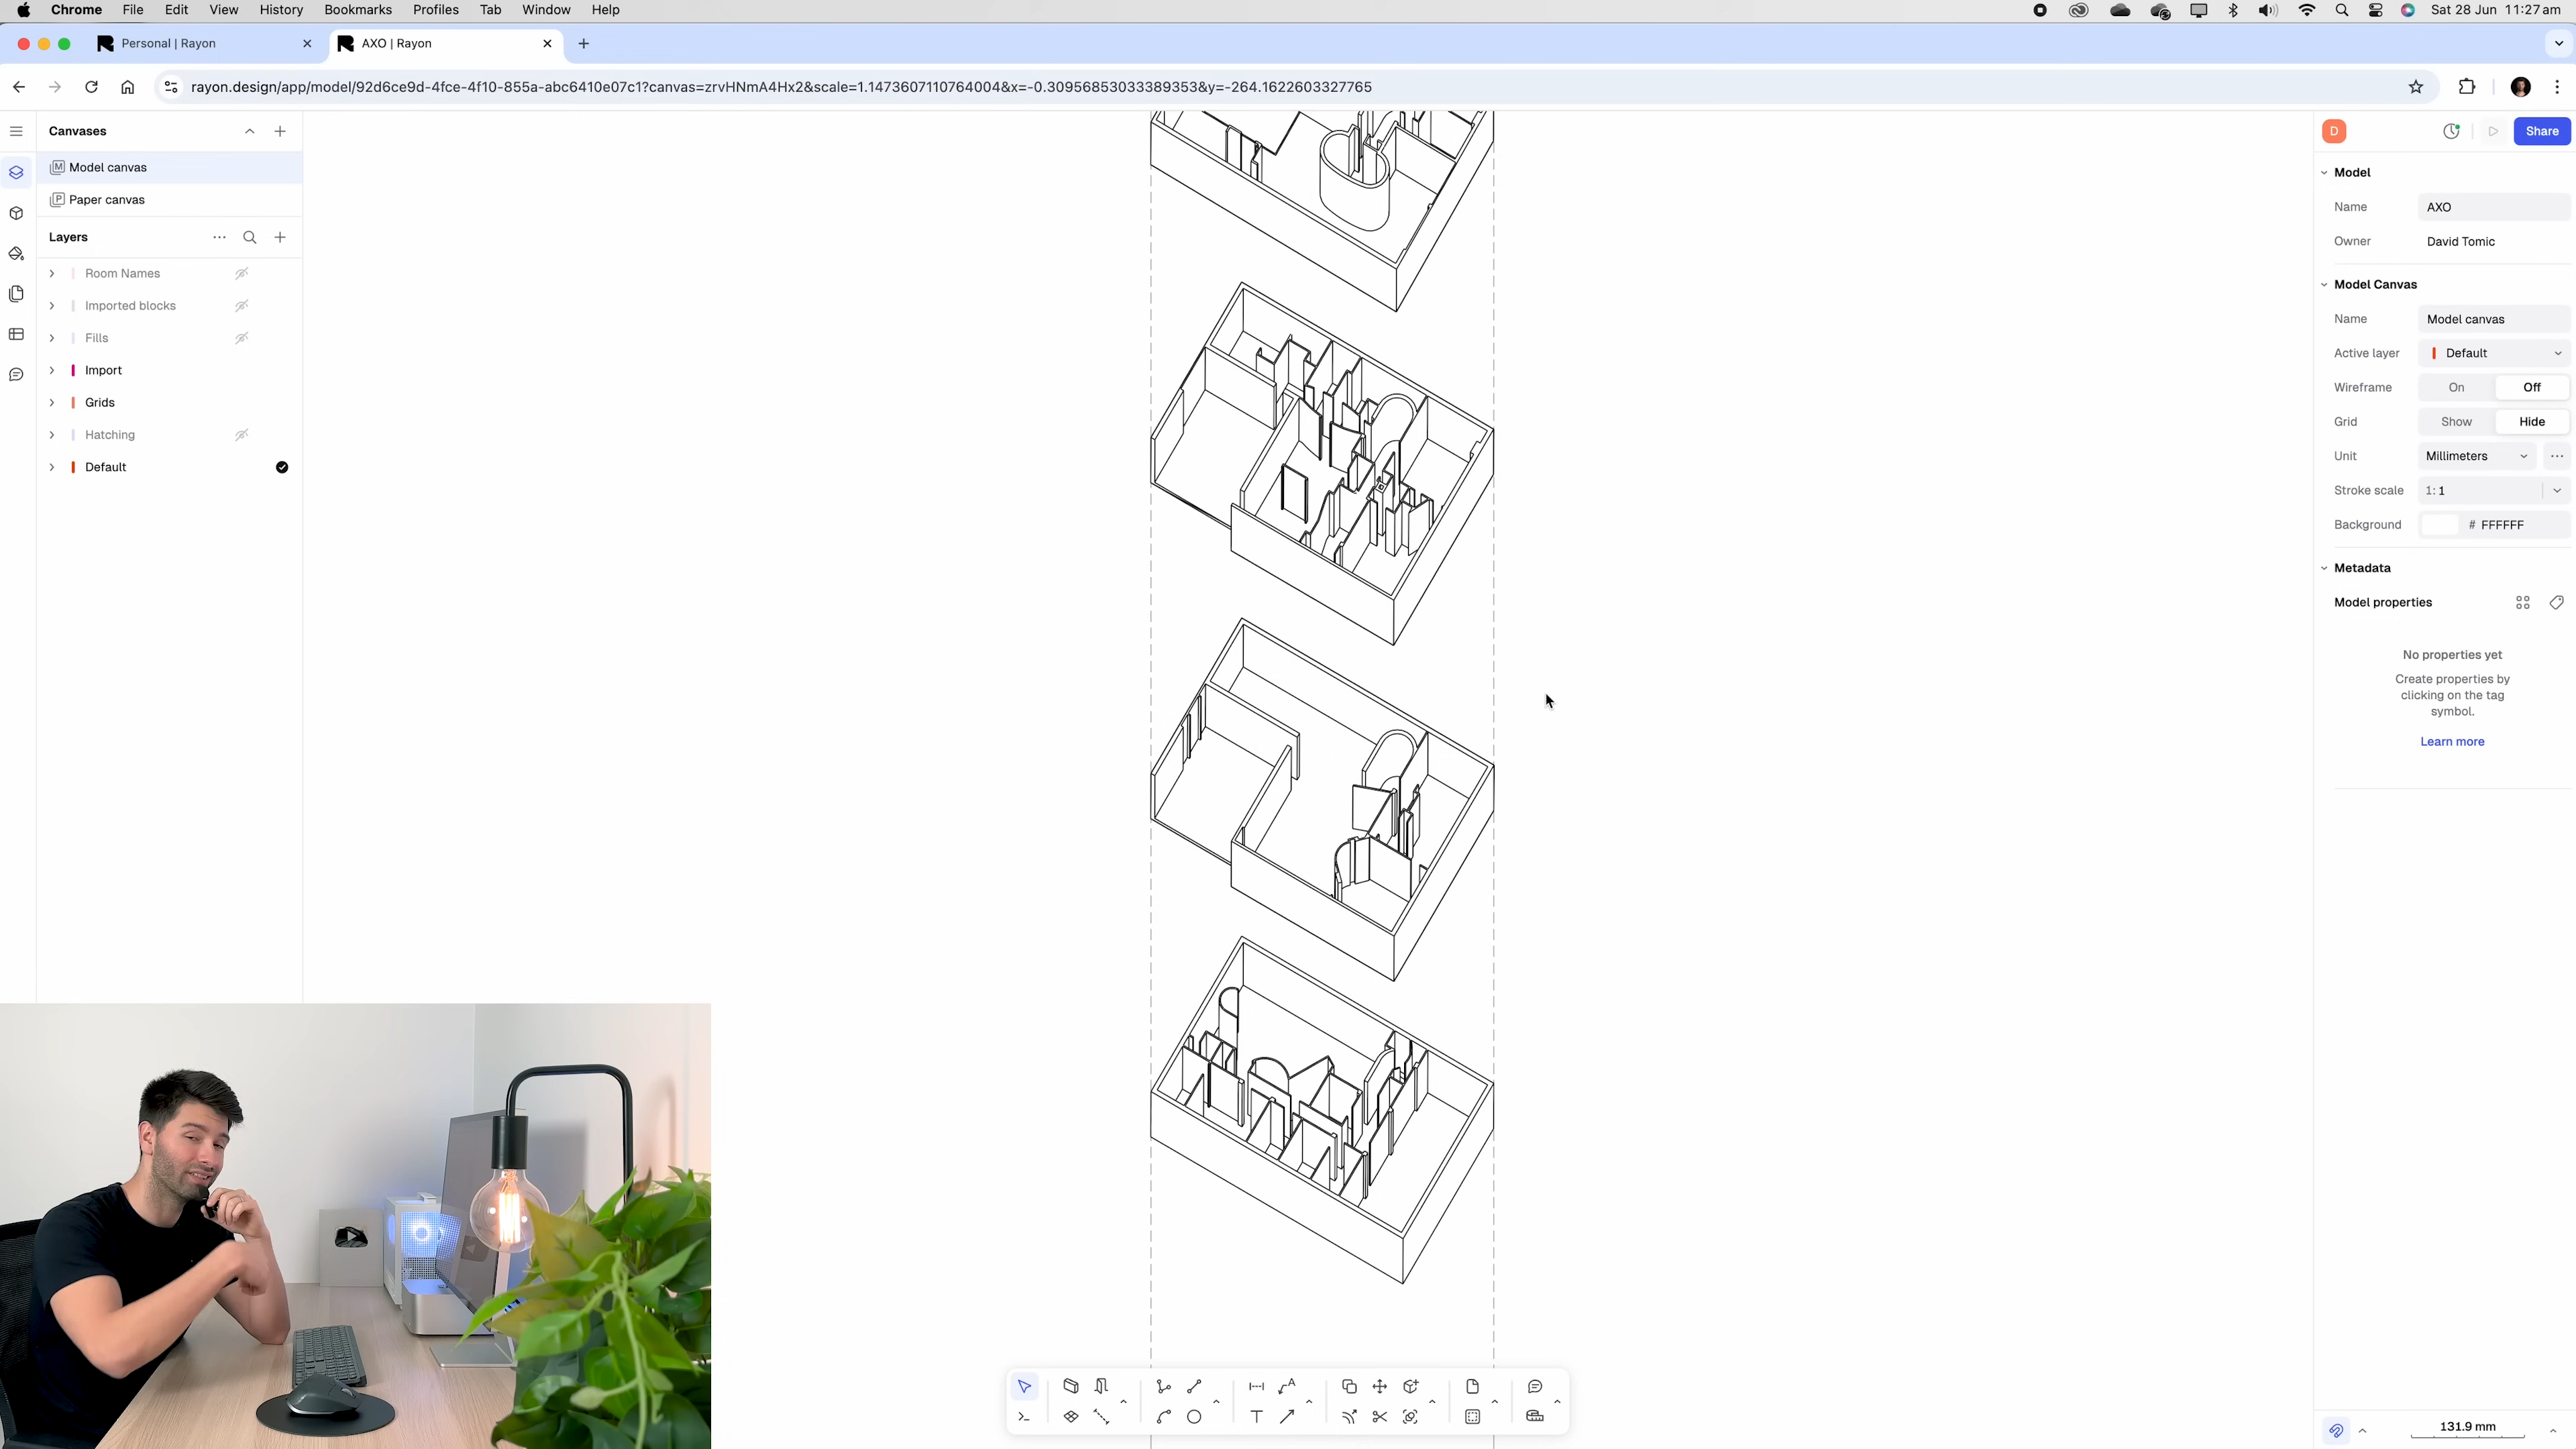 Chrome File Edit View History Bookmarks Profiles Tab Window Help Sat 28 Jun 11:27 am
Personal | Rayon
AXO | Rayon
rayon.design/app/model/92d6ce9d-4fce-4f10-855a-abc6410e07c1?canvas=zrvHNmA4Hx2&scale=1.1473607110764004&x=-0.30956853033389353&y=-264.1622603327765
Canvases
M Model canvas
P Paper canvas
Layers
Room Names
Imported blocks
Fills
Import
Grids
Hatching
Default
D Share
Model
Name AXO
Owner David Tomic
Model Canvas
Name Model canvas
Active layer Default
Wireframe On Off
Grid Show Hide
Unit Millimeters
Stroke scale 1: 1
Background # FFFFFF
Metadata
Model properties
No properties yet
Create properties by
clicking on the tag
symbol.
Learn more
131.9 mm